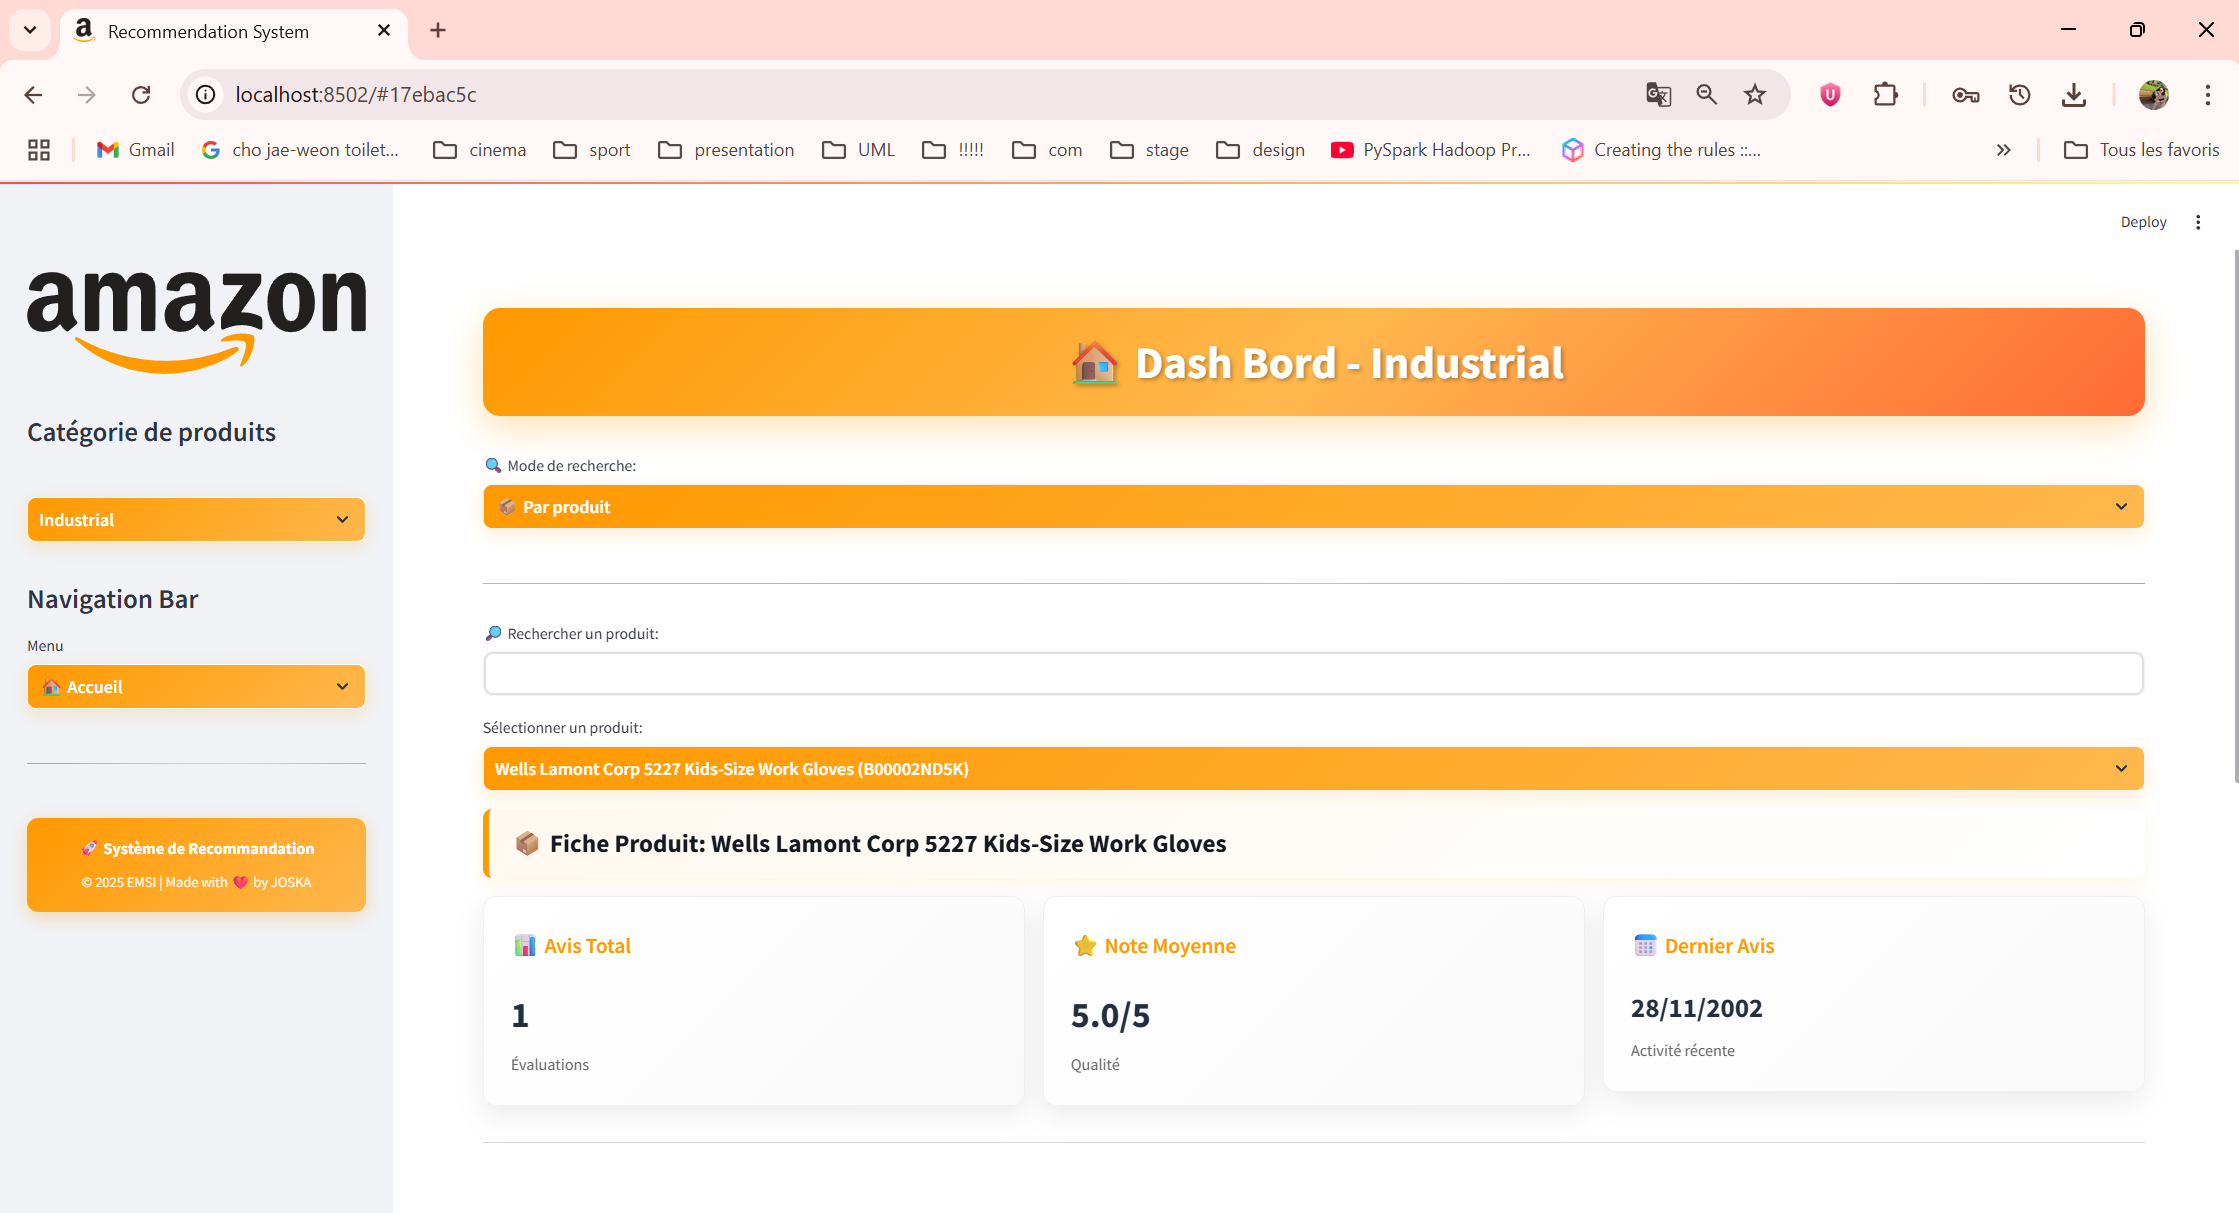 Recommendation System
localhost:8502/#17ebac5c
Gmail
cho jae-weon toilet...
cinema
sport
presentation
UML
!!!!!
com
stage
design
PySpark Hadoop Pr...
Creating the rules ::...
Tous les favoris
Deploy
amazon
Catégorie de produits
Industrial
Navigation Bar
Menu
Accueil
Système de Recommandation
© 2025 EMSI | Made with ❤️ by JOSKA
Dash Bord - Industrial
Mode de recherche:
Par produit
Rechercher un produit:
Sélectionner un produit:
Wells Lamont Corp 5227 Kids-Size Work Gloves (B00002ND5K)
Fiche Produit: Wells Lamont Corp 5227 Kids-Size Work Gloves
Avis Total
1
Évaluations
Note Moyenne
5.0/5
Qualité
Dernier Avis
28/11/2002
Activité récente